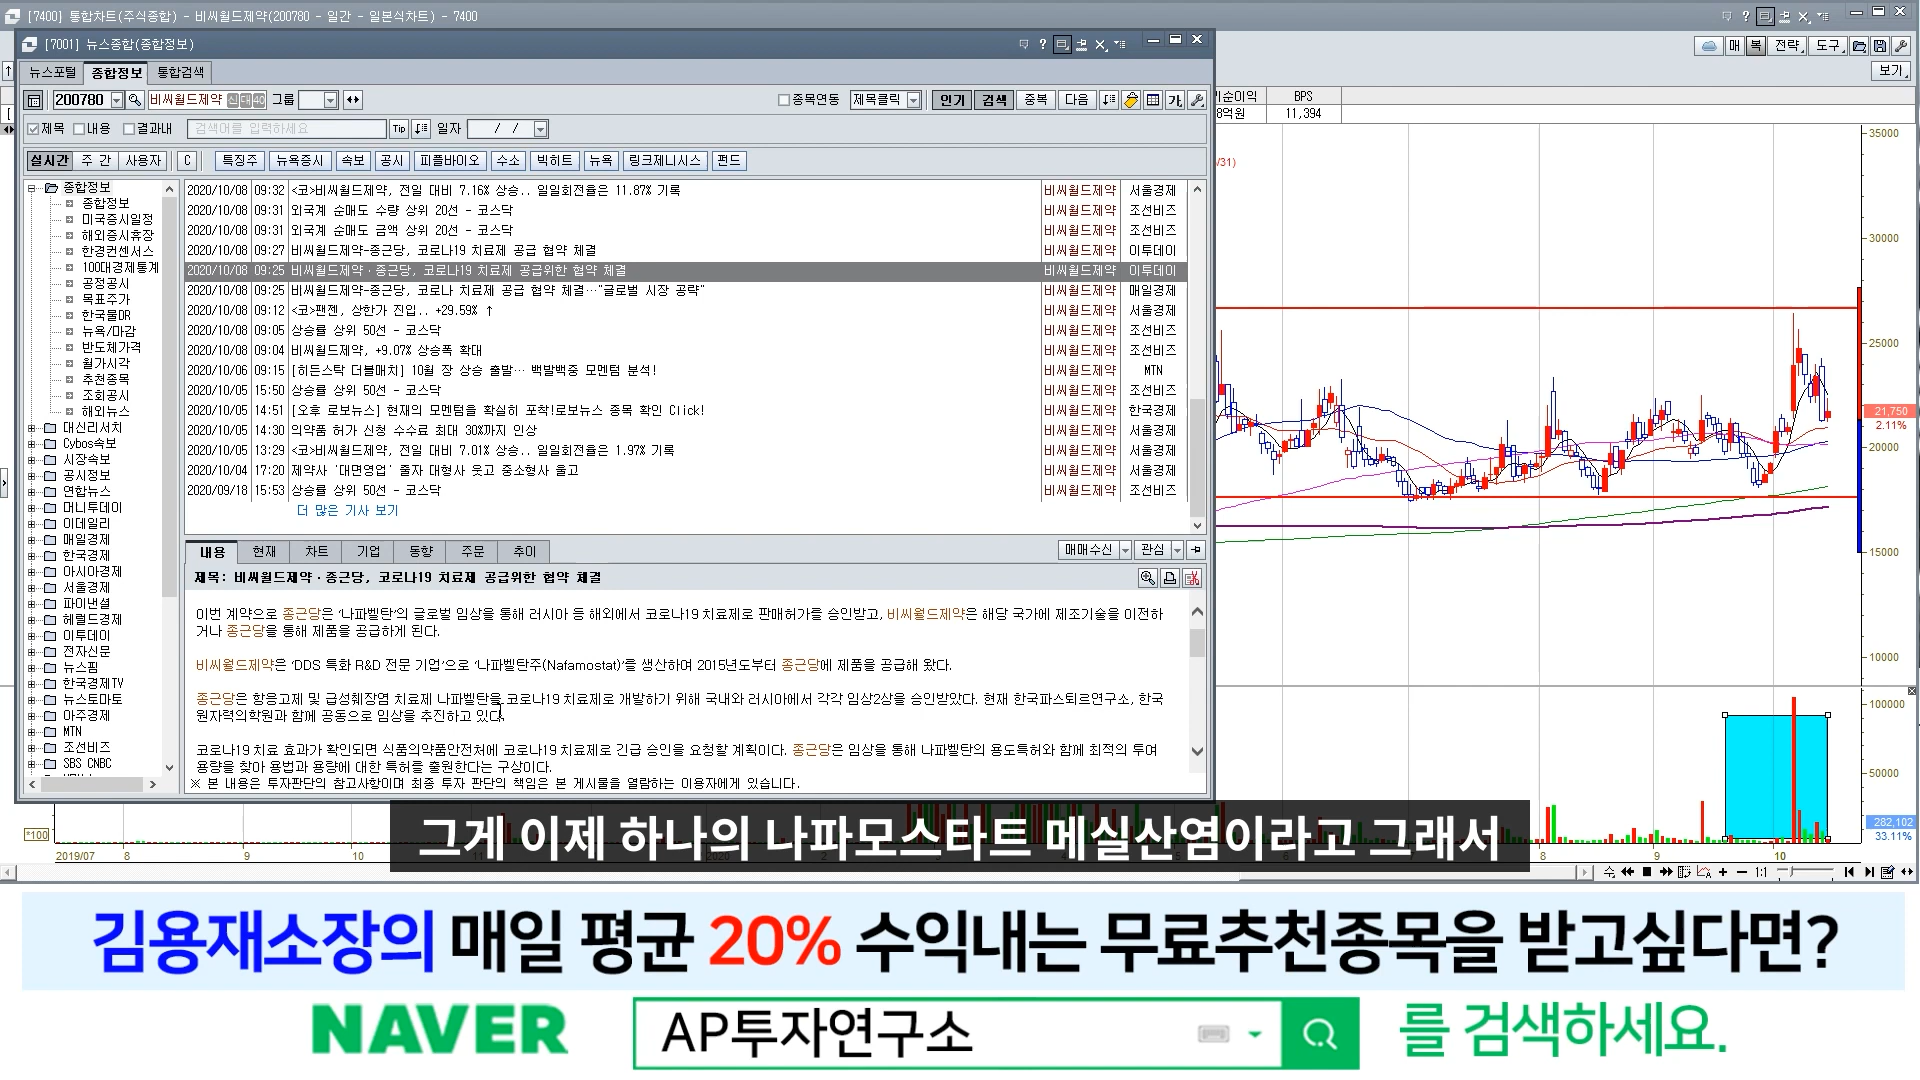 [7400] 통합차트(주식종합) - 비씨월드제약(200780 - 일간 - 일본식차트) - 7400
[7001] 뉴스종합(종합정보)
매 복 전략 도구
보기
뉴스포털 종합정보 통합검색
200780 비씨월드제약 신 대 40 그룹
종목연동 제목클릭 인기 검색 중복 다음 가
제목 내용 결과내 검색어를 입력하세요 Tip 일자 / /
실시간 주 간 사용자 C 특징주 뉴욕증시 속보 공시 피플바이오 수소 빅히트 뉴욕 링크제니시스 펀드
BPS
8억원 11,394
종합정보
종합정보
미국증시일정
해외증시휴장
한경컨센서스
100대경제통계
공정공시
목표주가
한국물DR
뉴욕/마감
반도체가격
월가시각
추천종목
조회공시
해외뉴스
대신리서치
Cybos속보
시장속보
공시정보
연합뉴스
머니투데이
이데일리
매일경제
한국경제
아시아경제
서울경제
파이낸셜
헤럴드경제
이투데이
전자신문
뉴스핌
한국경제TV
뉴스토마트
아주경제
MTN
조선비즈
SBS CNBC
2020/10/08 09:32 <코>비씨월드제약, 전일 대비 7.16% 상승.. 일일회전율은 11.87% 기록 비씨월드제약 서울경제
2020/10/08 09:31 외국계 순매도 수량 상위 20선 - 코스닥 비씨월드제약 조선비즈
2020/10/08 09:31 외국계 순매도 금액 상위 20선 - 코스닥 비씨월드제약 조선비즈
2020/10/08 09:27 비씨월드제약-종근당, 코로나19 치료제 공급 협약 체결 비씨월드제약 이투데이
2020/10/08 09:25 비씨월드제약·종근당, 코로나19 치료제 공급위한 협약 체결 비씨월드제약 이투데이
2020/10/08 09:25 비씨월드제약-종근당, 코로나 치료제 공급 협약 체결…"글로벌 시장 공략" 비씨월드제약 매일경제
2020/10/08 09:12 <코>팬젠, 상한가 진입.. +29.59% ↑ 비씨월드제약 서울경제
2020/10/08 09:05 상승률 상위 50선 - 코스닥 비씨월드제약 조선비즈
2020/10/08 09:04 비씨월드제약, +9.07% 상승폭 확대 비씨월드제약 조선비즈
2020/10/06 09:15 [히든스탁 더블매치] 10월 장 상승 출발… 백발백중 모멘텀 분석! 비씨월드제약 MTN
2020/10/05 15:50 상승률 상위 50선 - 코스닥 비씨월드제약 조선비즈
2020/10/05 14:51 [오후 로보뉴스] 현재의 모멘텀을 확실히 포착!로보뉴스 종목 확인 Click! 비씨월드제약 한국경제
2020/10/05 14:30 의약품 허가 신청 수수료 최대 30%까지 인상 비씨월드제약 서울경제
2020/10/05 13:29 <코>비씨월드제약, 전일 대비 7.01% 상승.. 일일회전율은 1.97% 기록 비씨월드제약 서울경제
2020/10/04 17:20 제약사 '대면영업' 줄자 대형사 웃고 중소형사 울고 비씨월드제약 서울경제
2020/09/18 15:53 상승률 상위 50선 - 코스닥 비씨월드제약 조선비즈
더 많은 기사 보기
내용 현재 차트 기업 동향 주문 추이 매매수신 관심
제목: 비씨월드제약·종근당, 코로나19 치료제 공급위한 협약 체결
이번 계약으로 종근당은 '나파벨탄'의 글로벌 임상을 통해 러시아 등 해외에서 코로나19 치료제로 판매허가를 승인받고, 비씨월드제약은 해당 국가에 제조기술을 이전하
거나 종근당을 통해 제품을 공급하게 된다.
비씨월드제약은 'DDS 특화 R&D 전문 기업'으로 '나파벨탄주(Nafamostat)'를 생산하며 2015년도부터 종근당에 제품을 공급해 왔다.
종근당은 항응고제 및 급성췌장염 치료제 나파벨탄을 코로나19 치료제로 개발하기 위해 국내와 러시아에서 각각 임상2상을 승인받았다. 현재 한국파스퇴르연구소, 한국
원자력의학원과 함께 공동으로 임상을 추진하고 있다.
코로나19 치료 효과가 확인되면 식품의약품안전처에 코로나19 치료제로 긴급 승인을 요청할 계획이다. 종근당은 임상을 통해 나파벨탄의 용도특허와 함께 최적의 투여
용량을 찾아 용법과 용량에 대한 특허를 출원한다는 구상이다.
※ 본 내용은 투자판단의 참고사항이며 최종 투자 판단의 책임은 본 게시물을 열람하는 이용자에게 있습니다.
/31)
35000
30000
25000
21,750
2.11%
20000
15000
10000
100000
50000
282,102
33.11%
*100
2019/07 8 9 10 8 9 10
1:1
그게 이제 하나의 나파모스타트 메실산염이라고 그래서
김용재소장의 매일 평균 20% 수익내는 무료추천종목을 받고싶다면?
NAVER AP투자연구소 를 검색하세요.